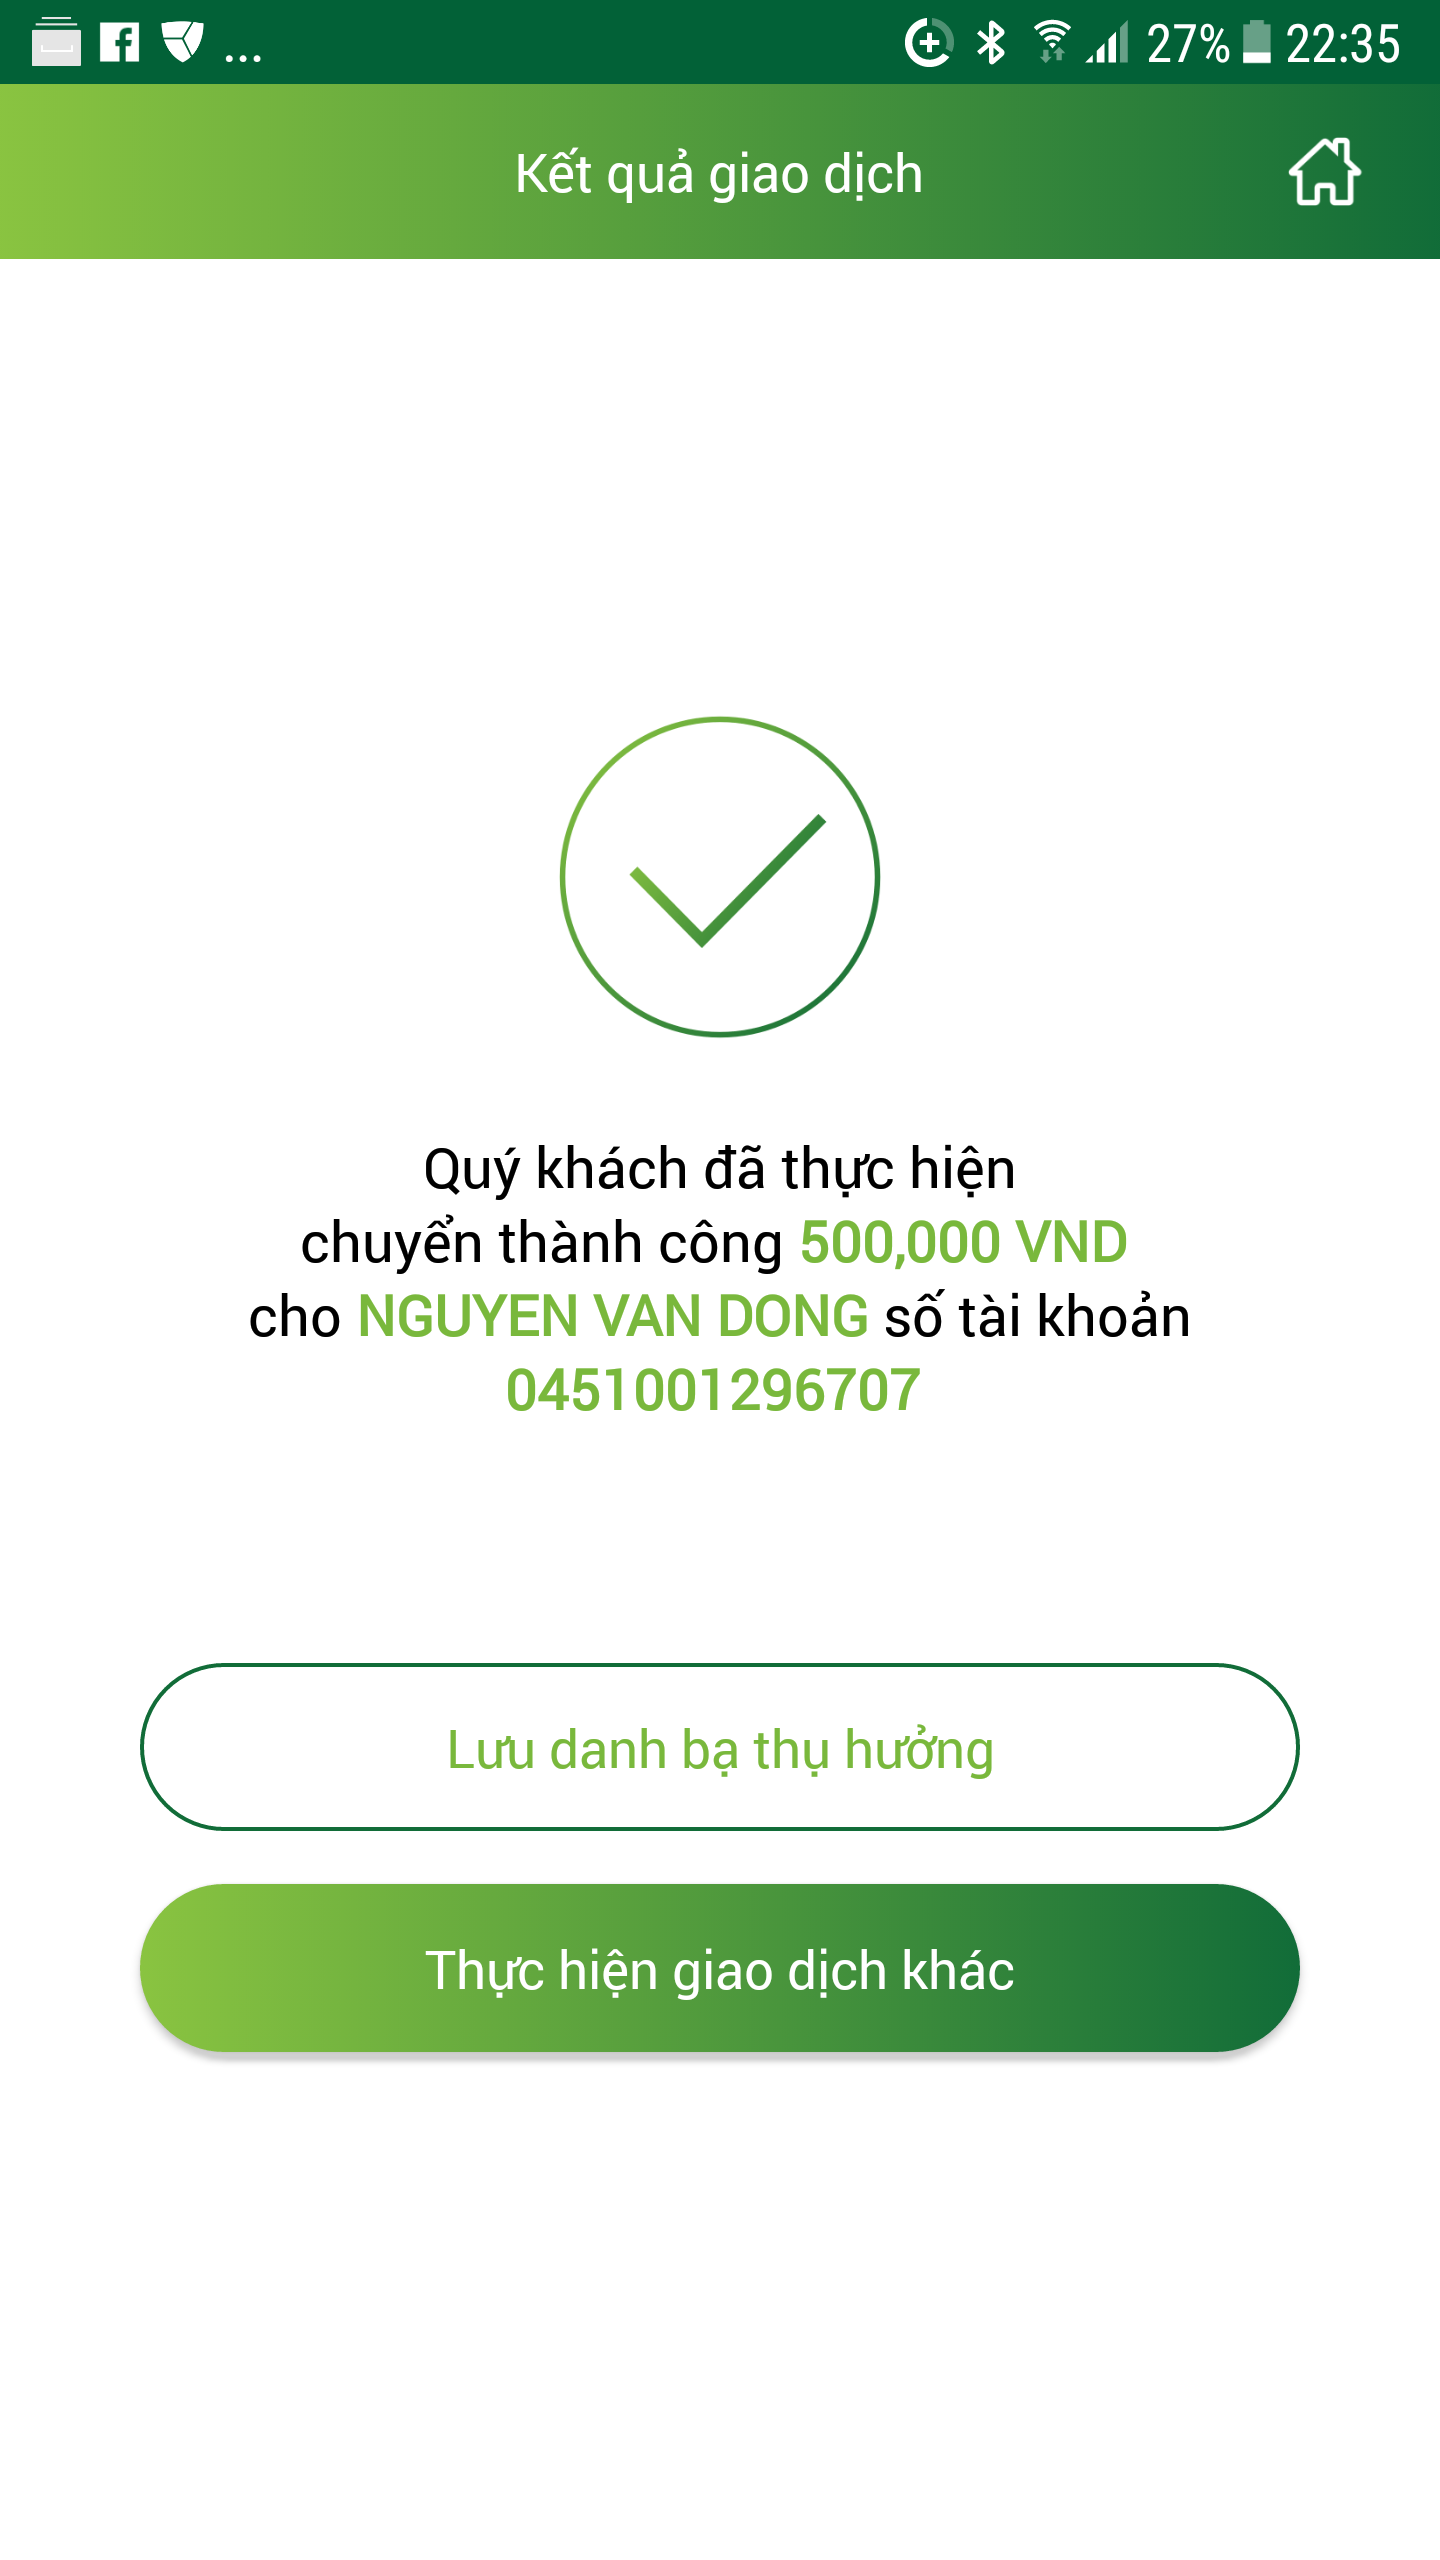 ... 27% 22:35
Kết quả giao dịch
Quý khách đã thực hiện
chuyển thành công 500,000 VND
cho NGUYEN VAN DONG số tài khoản
0451001296707
Lưu danh bạ thụ hưởng
Thực hiện giao dịch khác